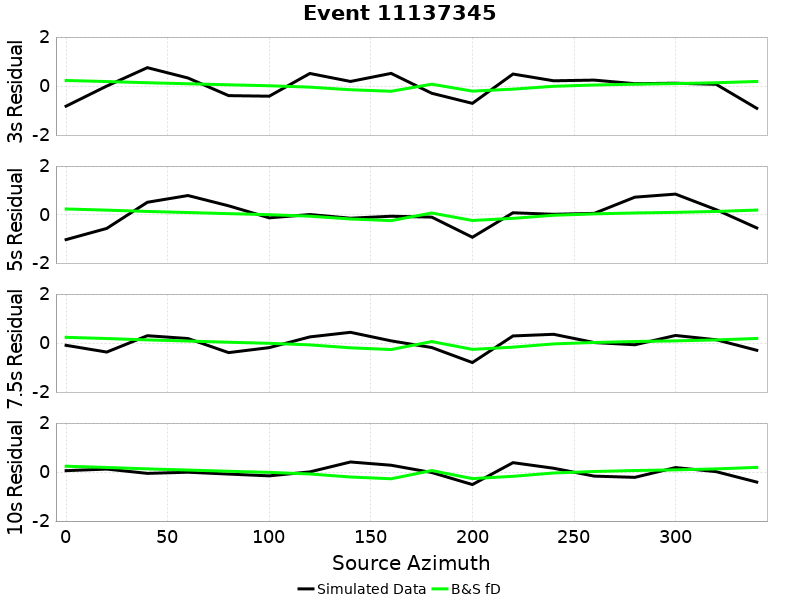 Event 11137345
3s Residual
2
0
-2
5s Residual
2
0
-2
7.5s Residual
2
0
-2
10s Residual
2
0
-2
0 50 100 150 200 250 300
Source Azimuth
Simulated Data B&S fD